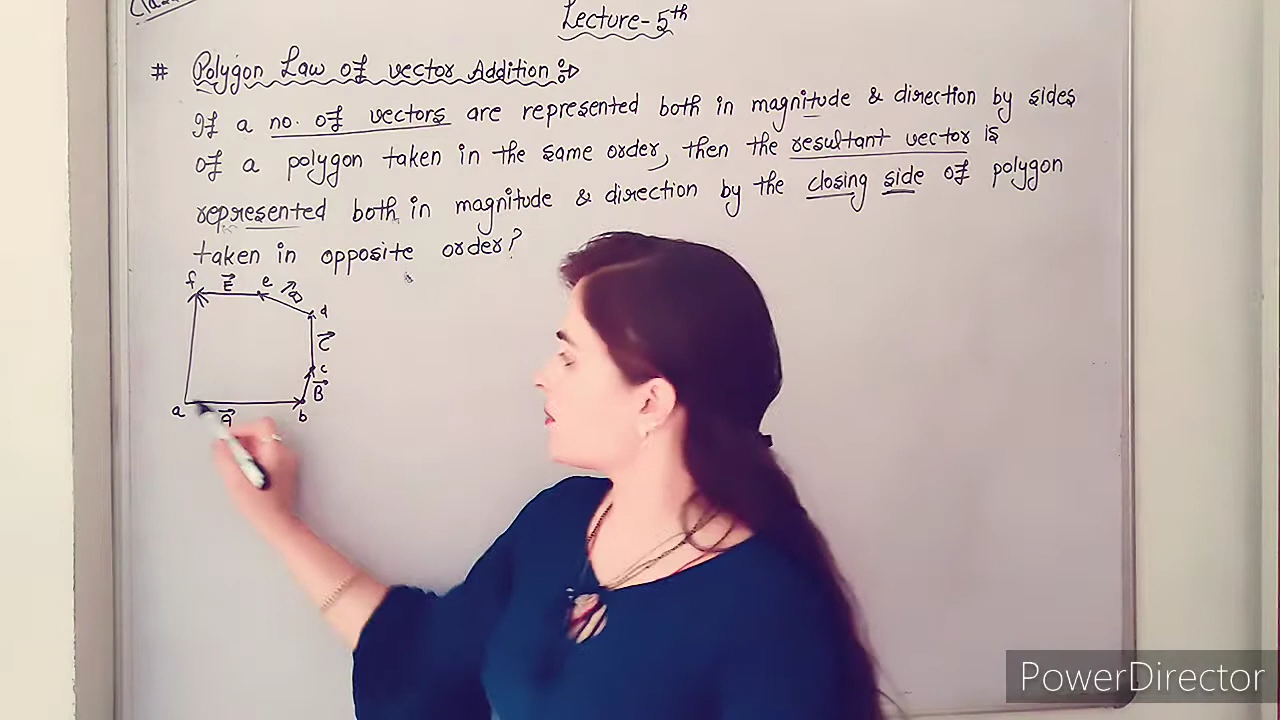 Lecture-5th
# Polygon Law of vector Addition :⇒
If a no. of vectors are represented both in magnitude & direction by sides
of a polygon taken in the same order, then the resultant vector is
represented both in magnitude & direction by the closing side of polygon
taken in opposite order?
f E⃗ e D⃗
d
C⃗
c
B⃗
a A⃗ b
PowerDirector